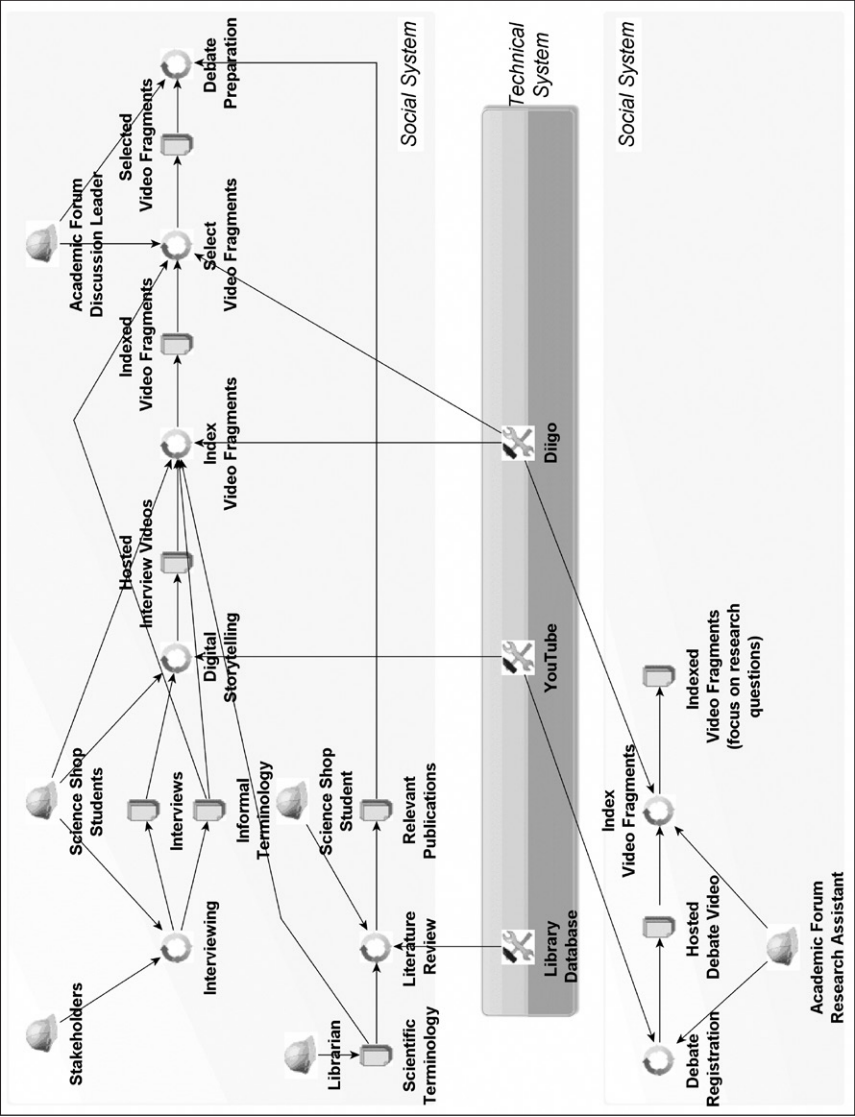 Stakeholders
Science Shop
Students
Academic Forum
Discussion Leader
Interviewing
Interviews
Informal
Terminology
Digital
Storytelling
Hosted
Interview Videos
Index
Video Fragments
Indexed
Video Fragments
Select
Video Fragments
Selected
Video Fragments
Debate
Preparation
Librarian
Science Shop
Student
Scientific
Terminology
Literature
Review
Relevant
Publications
Social System
Library
Database
YouTube
Diigo
Technical
System
Social System
Debate
Registration
Hosted
Debate Video
Index
Video Fragments
Indexed
Video Fragments
(focus on research
questions)
Academic Forum
Research Assistant